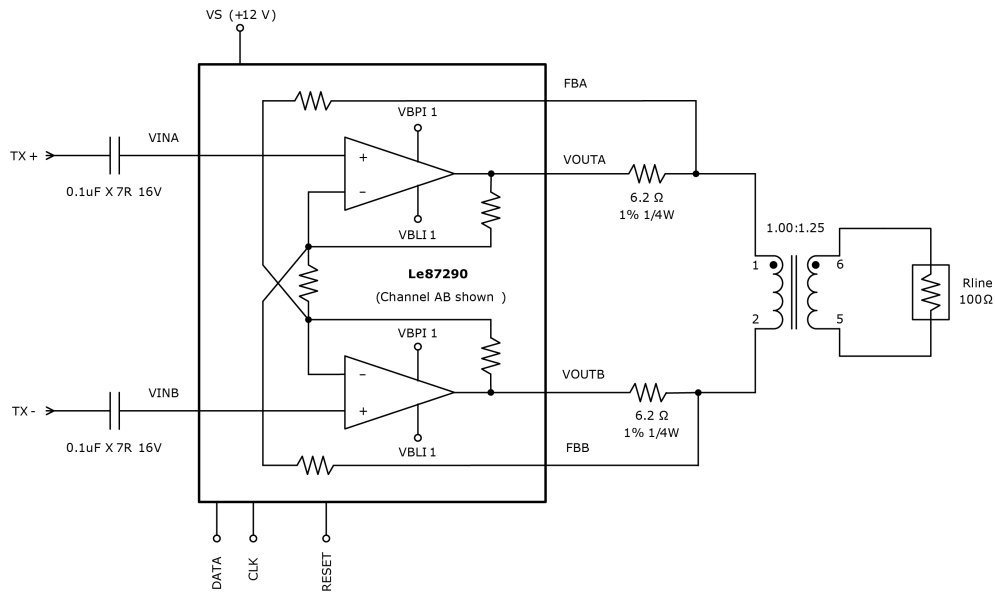 VS (+12 V)
FBA
VBPI 1
VINA
TX+
+
VOUTA
−
0.1uF X7R 16V
6.2 Ω
1% 1/4W
VBLI 1
1.00:1.25
1
6
Le87290
(Channel AB shown )
Rline
100Ω
2
5
VBPI 1
−
VOUTB
VINB
TX-
+
6.2 Ω
1% 1/4W
0.1uF X7R 16V
VBLI 1
FBB
DATA
CLK
RESET